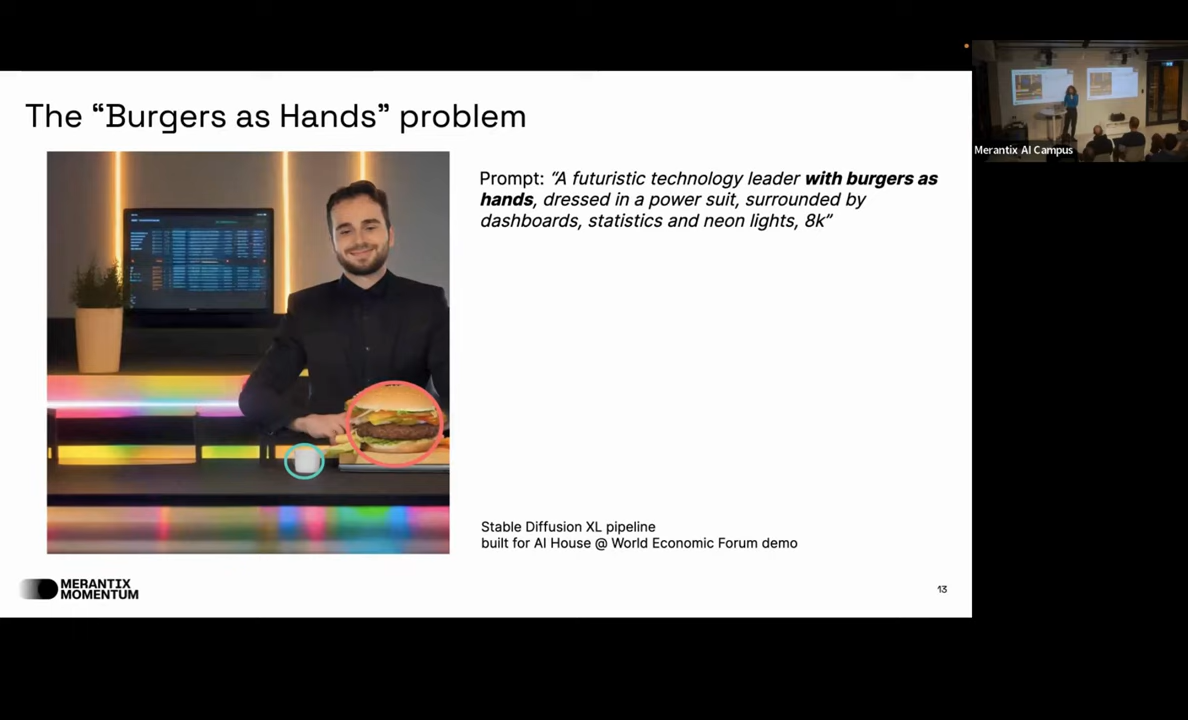 The “Burgers as Hands” problem
Prompt: “A futuristic technology leader with burgers as
hands, dressed in a power suit, surrounded by
dashboards, statistics and neon lights, 8k”
Stable Diffusion XL pipeline
built for AI House @ World Economic Forum demo
MERANTIX
MOMENTUM
13
Merantix AI Campus